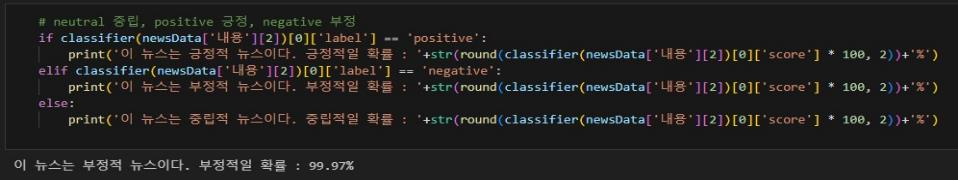 # neutral 중립, positive 긍정, negative 부정
if classifier(newsData['내용'][2])[0]['label'] == 'positive':
    print('이 뉴스는 긍정적 뉴스이다. 긍정적일 확률 : '+str(round(classifier(newsData['내용'][2])[0]['score'] * 100, 2))+'%')
elif classifier(newsData['내용'][2])[0]['label'] == 'negative':
    print('이 뉴스는 부정적 뉴스이다. 부정적일 확률 : '+str(round(classifier(newsData['내용'][2])[0]['score'] * 100, 2))+'%')
else:
    print('이 뉴스는 중립적 뉴스이다. 중립적일 확률 : '+str(round(classifier(newsData['내용'][2])[0]['score'] * 100, 2))+'%')
이 뉴스는 부정적 뉴스이다. 부정적일 확률 : 99.97%